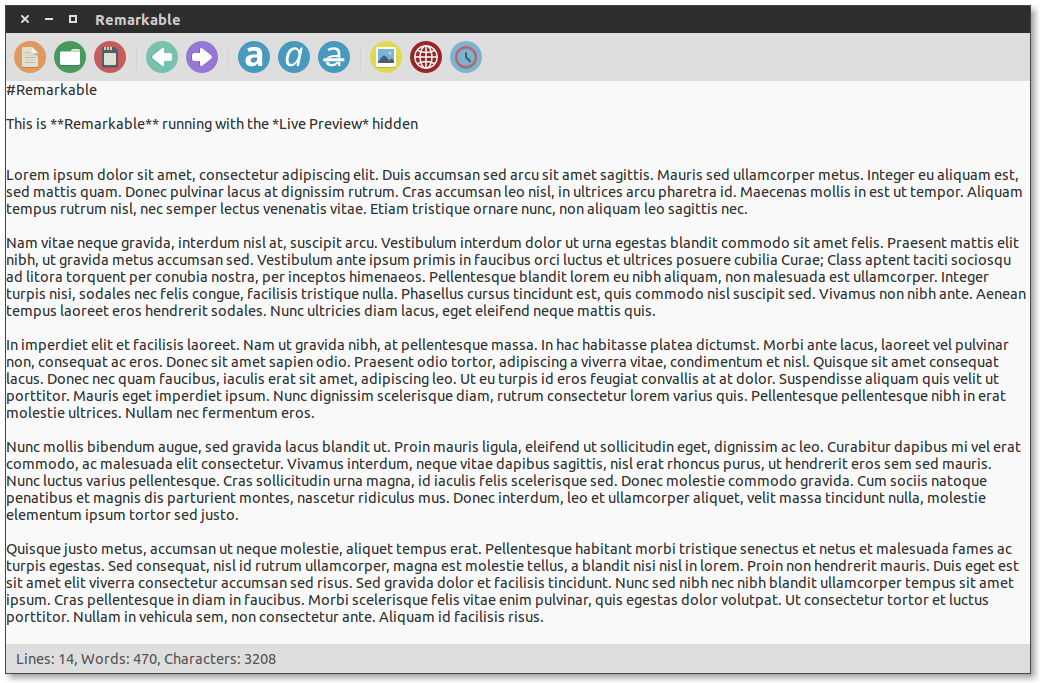 Remarkable
a a a
#Remarkable
This is **Remarkable** running with the *Live Preview* hidden
Lorem ipsum dolor sit amet, consectetur adipiscing elit. Duis accumsan sed arcu sit amet sagittis. Mauris sed ullamcorper metus. Integer eu aliquam est,
sed mattis quam. Donec pulvinar lacus at dignissim rutrum. Cras accumsan leo nisl, in ultrices arcu pharetra id. Maecenas mollis in est ut tempor. Aliquam
tempus rutrum nisl, nec semper lectus venenatis vitae. Etiam tristique ornare nunc, non aliquam leo sagittis nec.
Nam vitae neque gravida, interdum nisl at, suscipit arcu. Vestibulum interdum dolor ut urna egestas blandit commodo sit amet felis. Praesent mattis elit
nibh, ut gravida metus accumsan sed. Vestibulum ante ipsum primis in faucibus orci luctus et ultrices posuere cubilia Curae; Class aptent taciti sociosqu
ad litora torquent per conubia nostra, per inceptos himenaeos. Pellentesque blandit lorem eu nibh aliquam, non malesuada est ullamcorper. Integer
turpis nisi, sodales nec felis congue, facilisis tristique nulla. Phasellus cursus tincidunt est, quis commodo nisl suscipit sed. Vivamus non nibh ante. Aenean
tempus laoreet eros hendrerit sodales. Nunc ultricies diam lacus, eget eleifend neque mattis quis.
In imperdiet elit et facilisis laoreet. Nam ut gravida nibh, at pellentesque massa. In hac habitasse platea dictumst. Morbi ante lacus, laoreet vel pulvinar
non, consequat ac eros. Donec sit amet sapien odio. Praesent odio tortor, adipiscing a viverra vitae, condimentum et nisl. Quisque sit amet consequat
lacus. Donec nec quam faucibus, iaculis erat sit amet, adipiscing leo. Ut eu turpis id eros feugiat convallis at at dolor. Suspendisse aliquam quis velit ut
porttitor. Mauris eget imperdiet ipsum. Nunc dignissim scelerisque diam, rutrum consectetur lorem varius quis. Pellentesque pellentesque nibh in erat
molestie ultrices. Nullam nec fermentum eros.
Nunc mollis bibendum augue, sed gravida lacus blandit ut. Proin mauris ligula, eleifend ut sollicitudin eget, dignissim ac leo. Curabitur dapibus mi vel erat
commodo, ac malesuada elit consectetur. Vivamus interdum, neque vitae dapibus sagittis, nisl erat rhoncus purus, ut hendrerit eros sem sed mauris.
Nunc luctus varius pellentesque. Cras sollicitudin urna magna, id iaculis felis scelerisque sed. Donec molestie commodo gravida. Cum sociis natoque
penatibus et magnis dis parturient montes, nascetur ridiculus mus. Donec interdum, leo et ullamcorper aliquet, velit massa tincidunt nulla, molestie
elementum ipsum tortor sed justo.
Quisque justo metus, accumsan ut neque molestie, aliquet tempus erat. Pellentesque habitant morbi tristique senectus et netus et malesuada fames ac
turpis egestas. Sed consequat, nisl id rutrum ullamcorper, magna est molestie tellus, a blandit nisi nisl in lorem. Proin non hendrerit mauris. Duis eget est
sit amet elit viverra consectetur accumsan sed risus. Sed gravida dolor et facilisis tincidunt. Nunc sed nibh nec nibh blandit ullamcorper tempus sit amet
ipsum. Cras pellentesque in diam in faucibus. Morbi scelerisque felis vitae enim pulvinar, quis egestas dolor volutpat. Ut consectetur tortor et luctus
porttitor. Nullam in vehicula sem, non consectetur ante. Aliquam id facilisis risus.
Lines: 14, Words: 470, Characters: 3208